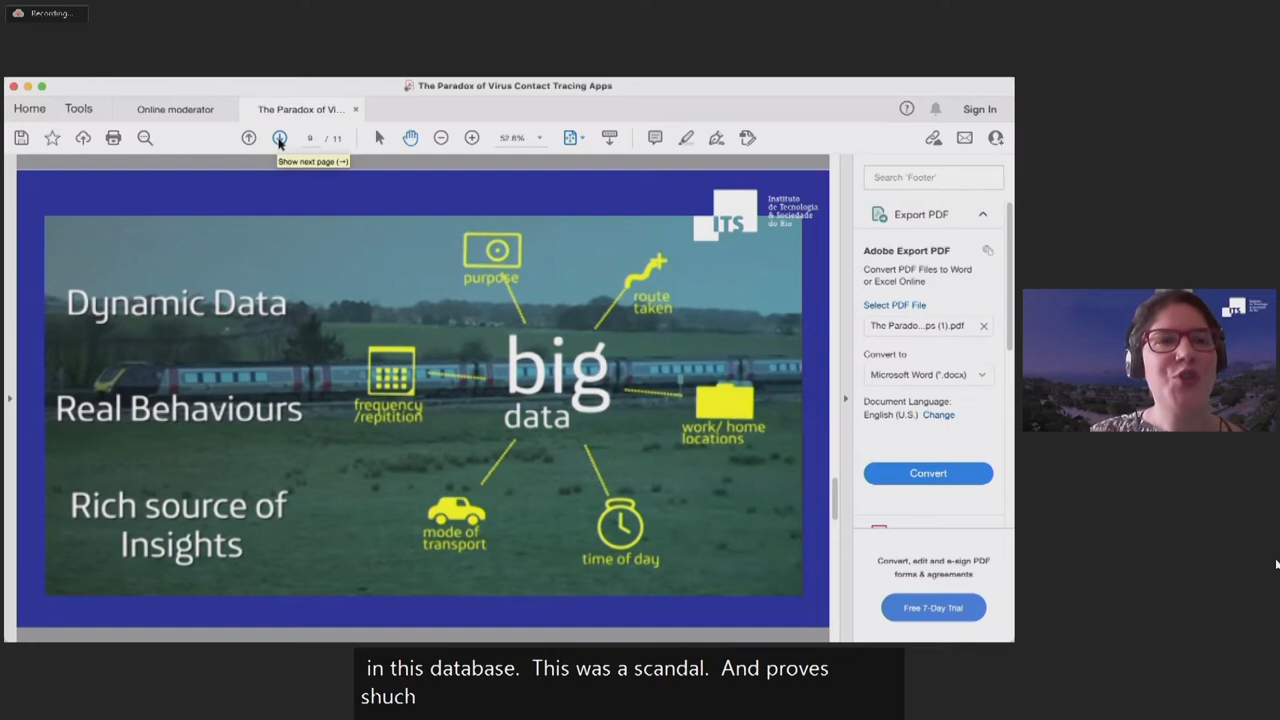 Recording...
The Paradox of Virus Contact Tracing Apps
Home
Tools
Online moderator
The Paradox of Vi...
×
Sign In
9 / 11
52.6%
Show next page (→)
Search 'Footer'
Export PDF
Adobe Export PDF
Convert PDF Files to Word
or Excel Online
Select PDF File
The Parado...ps (1).pdf
Convert to
Microsoft Word (*.docx)
Document Language:
English (U.S.) Change
Convert
Convert, edit and e-sign PDF
forms & agreements
Free 7-Day Trial
ITS
Instituto
de Tecnologia
& Sociedade
do Rio
Dynamic Data
Real Behaviours
Rich source of
Insights
purpose
route
taken
frequency
/repitition
big
data
work/ home
locations
mode of
transport
time of day
ITS
in this database. This was a scandal. And proves
shuch